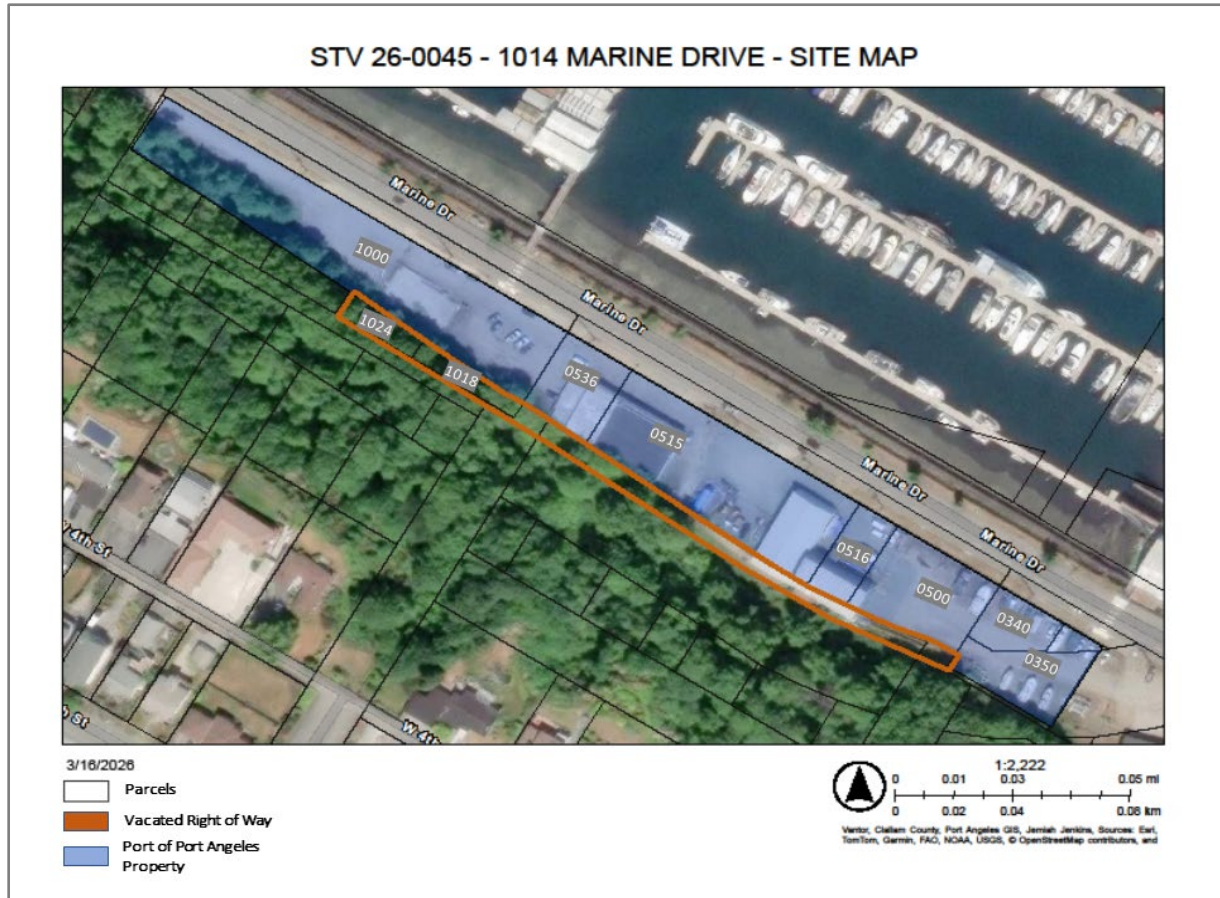 STV 26-0045 - 1014 MARINE DRIVE - SITE MAP
Marine Dr
1000
Marine Dr
1024
1018
0536
0515
Marine Dr
0516
Marine Dr
0500
0340
0350
W 4th St
W 4th
th St
3/16/2026
Parcels
Vacated Right of Way
Port of Port Angeles
Property
1:2,222
0 0.01 0.03 0.05 mi
0 0.02 0.04 0.08 km
Vantor, Clallam County, Port Angeles GIS, Jemiah Jenkins, Sources: Esri,
TomTom, Garmin, FAO, NOAA, USGS, © OpenStreetMap contributors, and